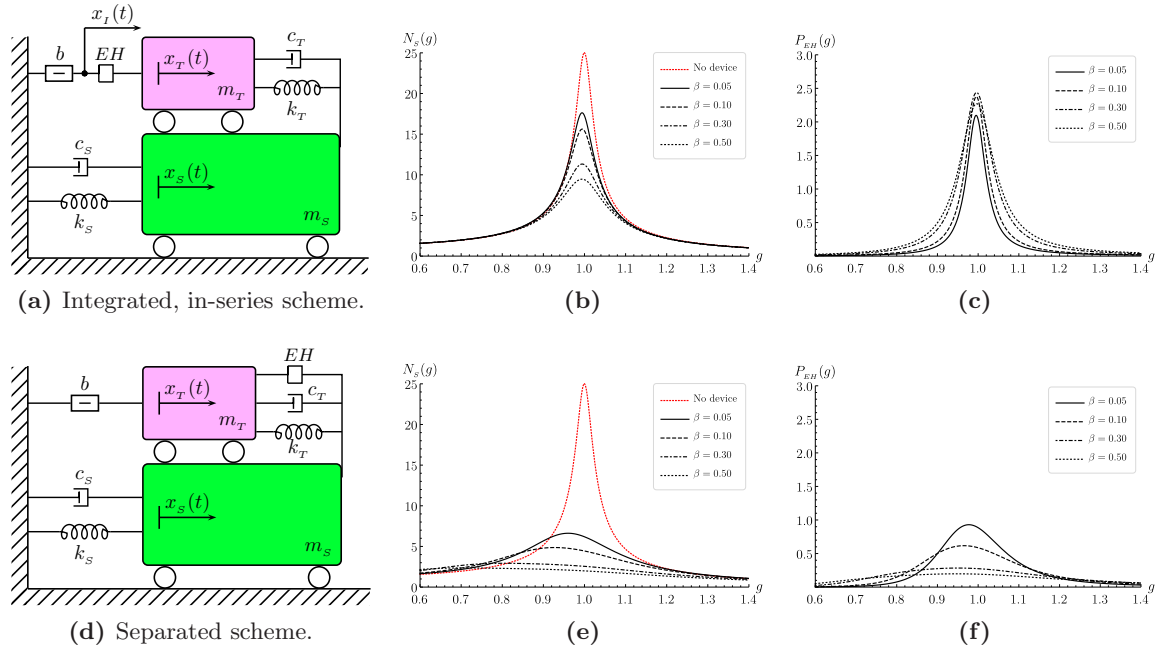 x_I(t)
b
EH
x_T(t)
m_T
c_T
k_T
c_S
x_S(t)
k_S
m_S
(a) Integrated, in-series scheme.
N_S(g)
25
20
15
10
5
0.6 0.7 0.8 0.9 1.0 1.1 1.2 1.3 1.4 g
No device
β = 0.05
β = 0.10
β = 0.30
β = 0.50
(b)
P_EH(g)
3.0
2.5
2.0
1.5
1.0
0.5
0.6 0.7 0.8 0.9 1.0 1.1 1.2 1.3 1.4 g
β = 0.05
β = 0.10
β = 0.30
β = 0.50
(c)
EH
b
x_T(t)
m_T
c_T
k_T
c_S
x_S(t)
k_S
m_S
(d) Separated scheme.
N_S(g)
25
20
15
10
5
0.6 0.7 0.8 0.9 1.0 1.1 1.2 1.3 1.4 g
No device
β = 0.05
β = 0.10
β = 0.30
β = 0.50
(e)
P_EH(g)
3.0
2.5
2.0
1.5
1.0
0.5
0.6 0.7 0.8 0.9 1.0 1.1 1.2 1.3 1.4 g
β = 0.05
β = 0.10
β = 0.30
β = 0.50
(f)